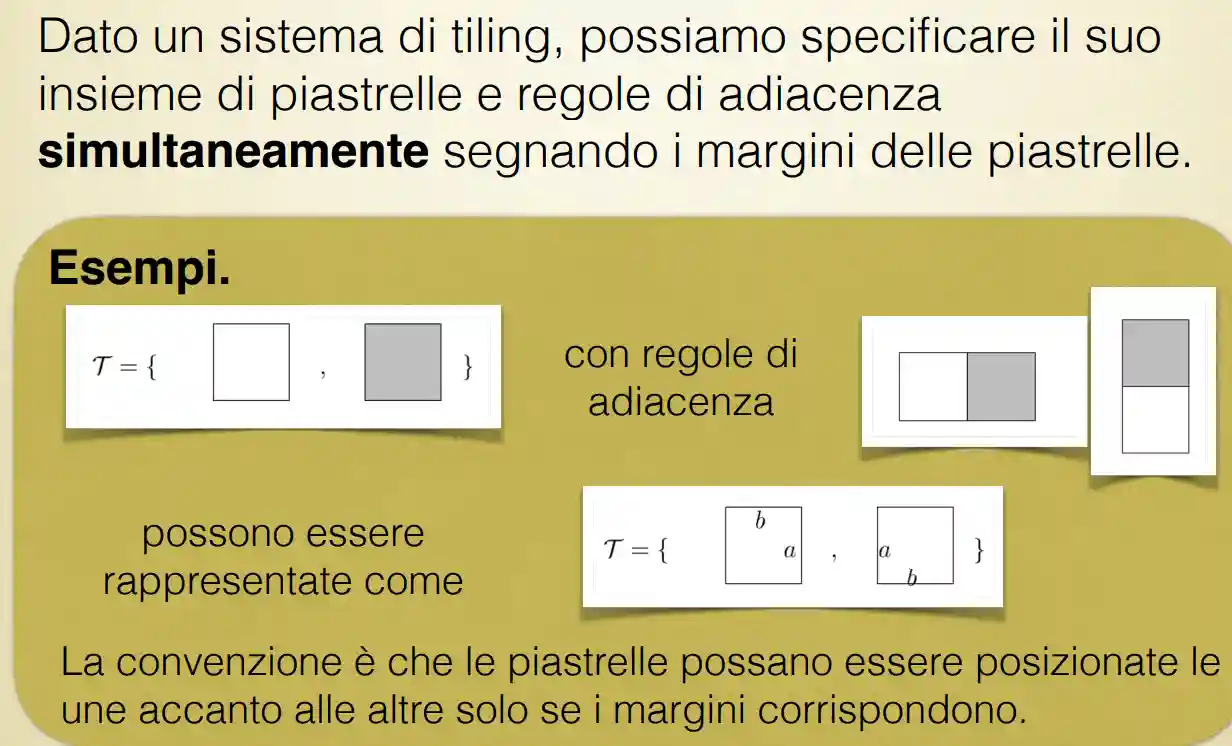 Dato un sistema di tiling, possiamo specificare il suo
insieme di piastrelle e regole di adiacenza
simultaneamente segnando i margini delle piastrelle.
Esempi.
𝒯 = { , }
con regole di
adiacenza
possono essere
rappresentate come
𝒯 = { b a , a b }
La convenzione è che le piastrelle possano essere posizionate le
une accanto alle altre solo se i margini corrispondono.